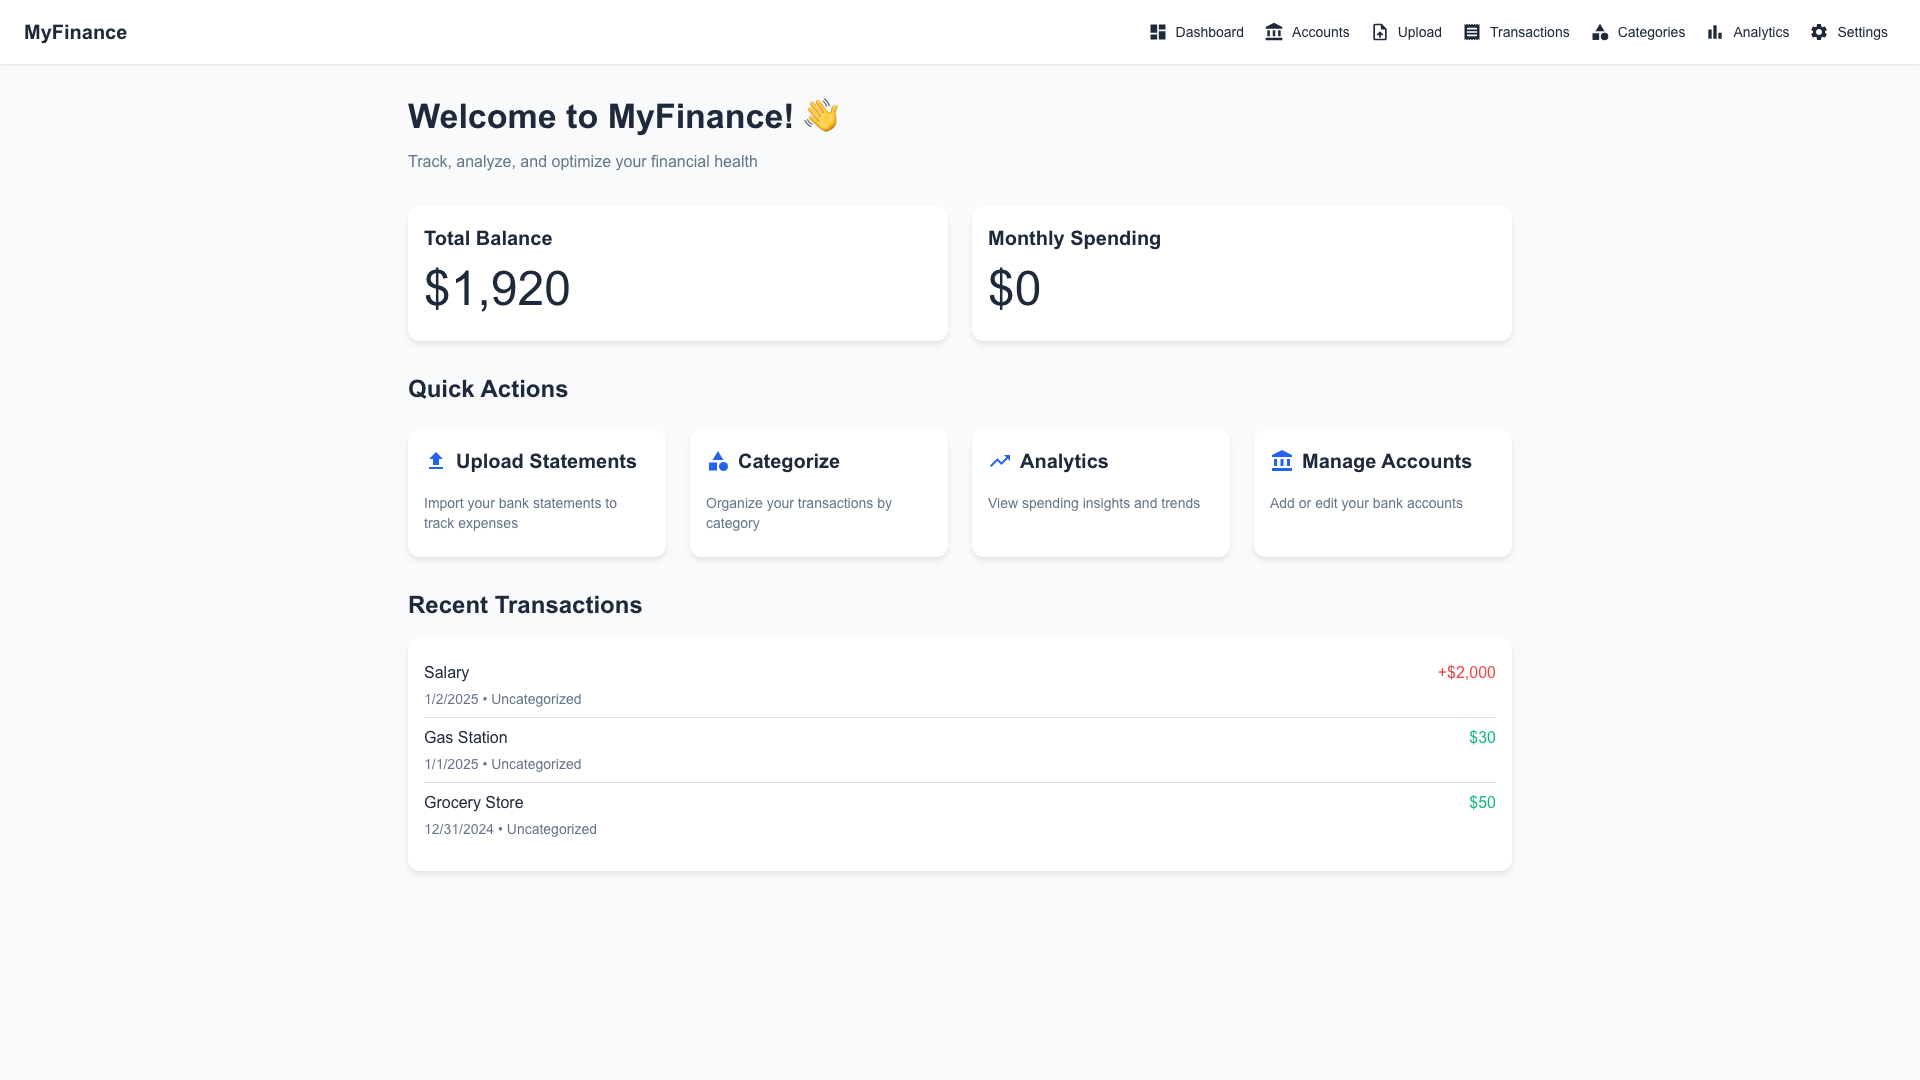 MyFinance
Dashboard
Accounts
Upload
Transactions
Categories
Analytics
Settings
Welcome to MyFinance! 👋
Track, analyze, and optimize your financial health
Total Balance
$1,920
Monthly Spending
$0
Quick Actions
Upload Statements
Import your bank statements to
track expenses
Categorize
Organize your transactions by
category
Analytics
View spending insights and trends
Manage Accounts
Add or edit your bank accounts
Recent Transactions
Salary
+$2,000
1/2/2025 • Uncategorized
Gas Station
$30
1/1/2025 • Uncategorized
Grocery Store
$50
12/31/2024 • Uncategorized